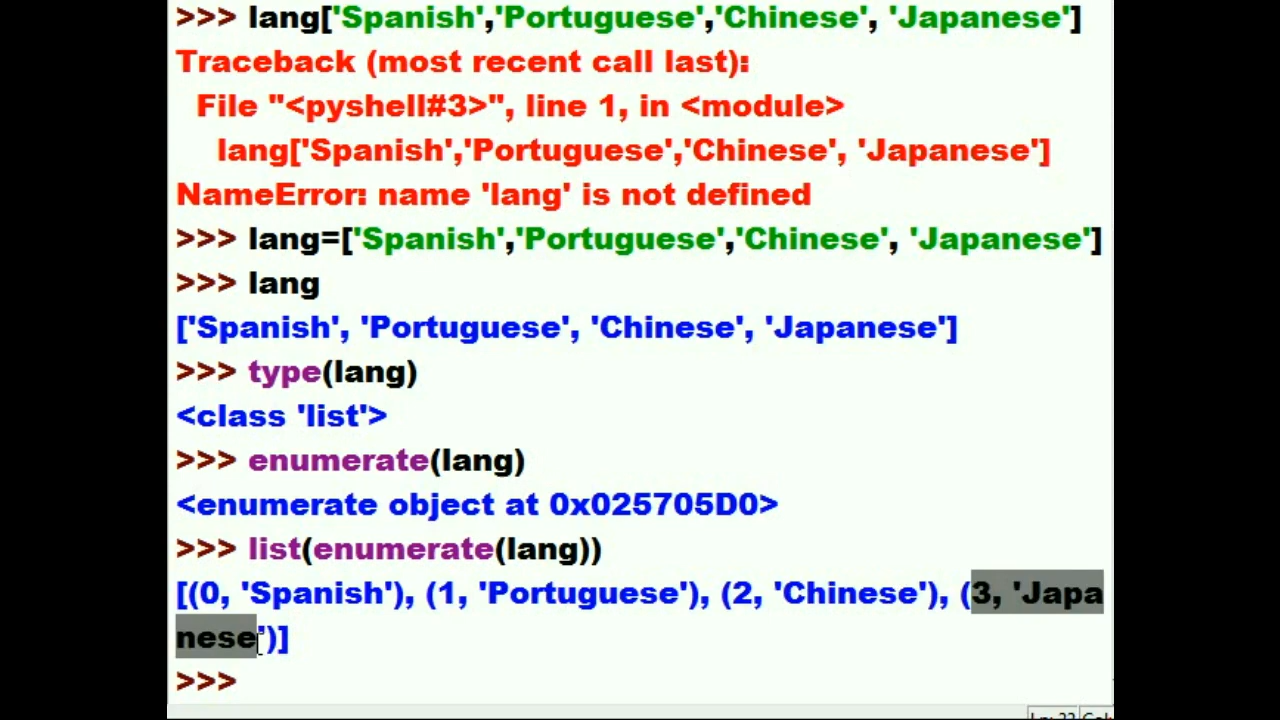 >>> lang['Spanish','Portuguese','Chinese', 'Japanese']
Traceback (most recent call last):
  File "<pyshell#3>", line 1, in <module>
    lang['Spanish','Portuguese','Chinese', 'Japanese']
NameError: name 'lang' is not defined
>>> lang=['Spanish','Portuguese','Chinese', 'Japanese']
>>> lang
['Spanish', 'Portuguese', 'Chinese', 'Japanese']
>>> type(lang)
<class 'list'>
>>> enumerate(lang)
<enumerate object at 0x025705D0>
>>> list(enumerate(lang))
[(0, 'Spanish'), (1, 'Portuguese'), (2, 'Chinese'), (3, 'Japa
nese')]
>>>